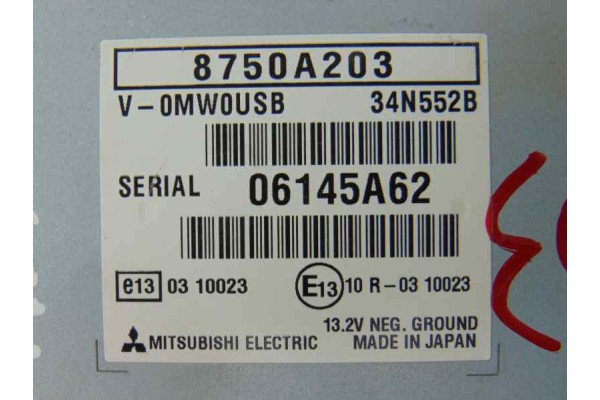 8750A203
V-0MW0USB 34N552B
SERIAL 06145A62
e13 03 10023 E13 10 R-03 10023
13.2V NEG. GROUND
MITSUBISHI ELECTRIC MADE IN JAPAN